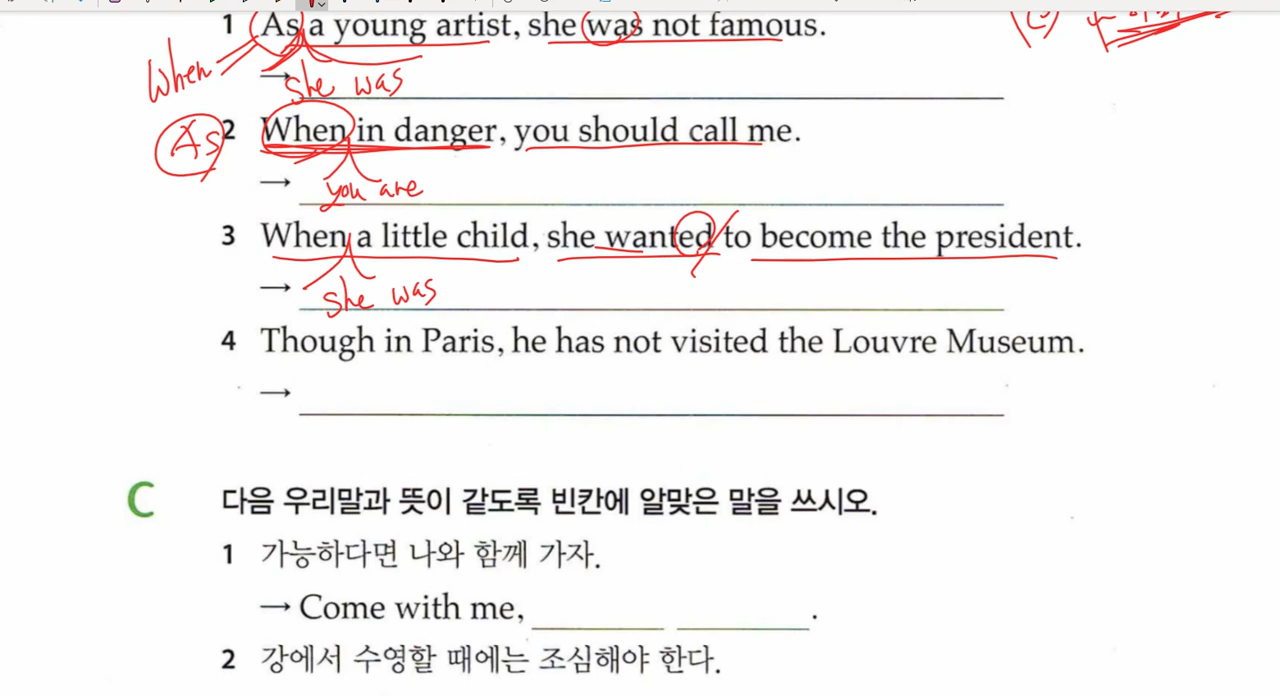 1 As a young artist, she was not famous.
When
→ she was
As 2 When in danger, you should call me.
→ you are
3 When a little child, she wanted to become the president.
→ she was
4 Though in Paris, he has not visited the Louvre Museum.
→
C 다음 우리말과 뜻이 같도록 빈칸에 알맞은 말을 쓰시오.
1 가능하다면 나와 함께 가자.
→ Come with me, ______ ______.
2 강에서 수영할 때에는 조심해야 한다.